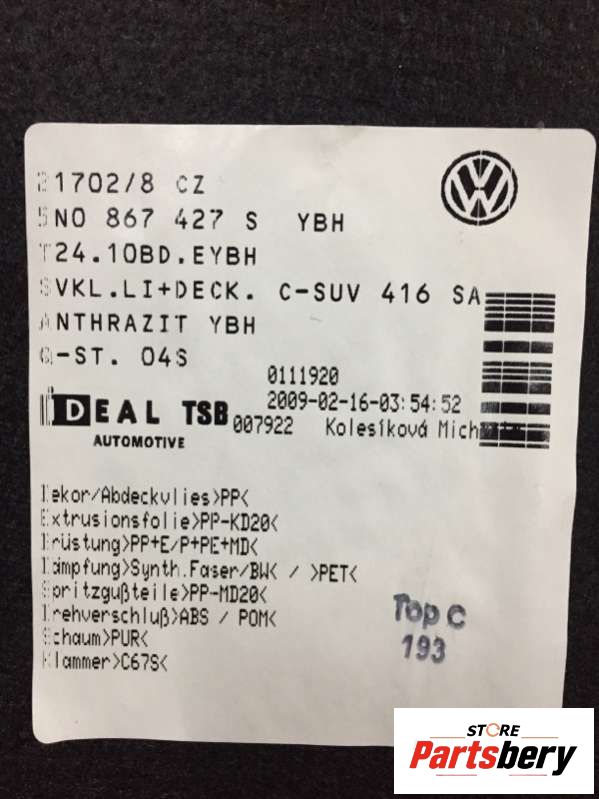 21702/8 CZ
5N0 867 427 S YBH
T24.10BD.EYBH
SVKL.LI+DECK. C-SUV 416 SA
ANTHRAZIT YBH
Q-ST. 04S
0111920
2009-02-16-03:54:52
IDEAL TSB
AUTOMOTIVE
007922 Kolesíková
Dekor/Abdeckvlies>PP<
Extrusionsfolie>PP-KD20<
Brüstung>PP+E/P+PE+MD<
Dämpfung>Synth.Faser/BW< / >PET<
Spritzgußteile>PP-MD20<
Drehverschluß>ABS / POM<
Schaum>PUR<
Klammer>C67S<
Top C
193
STORE
Partsbery